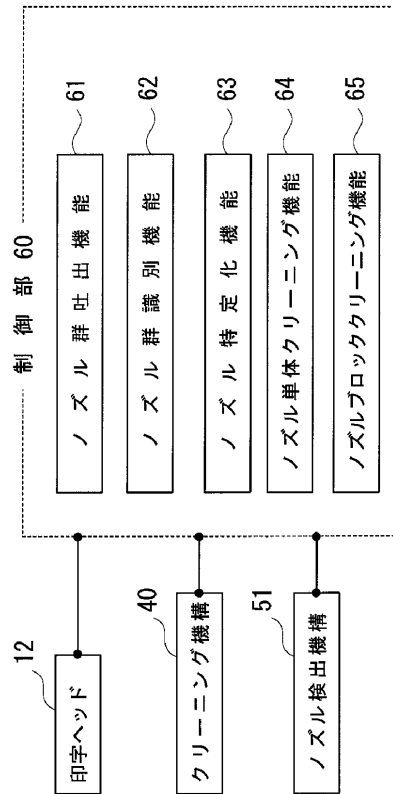 制御部 60
ノズル群吐出機能 61
ノズル群識別機能 62
ノズル特定化機能 63
ノズル単体クリーニング機能 64
ノズルブロッククリーニング機能 65
12
印字ヘッド
40
クリーニング機構
51
ノズル検出機構